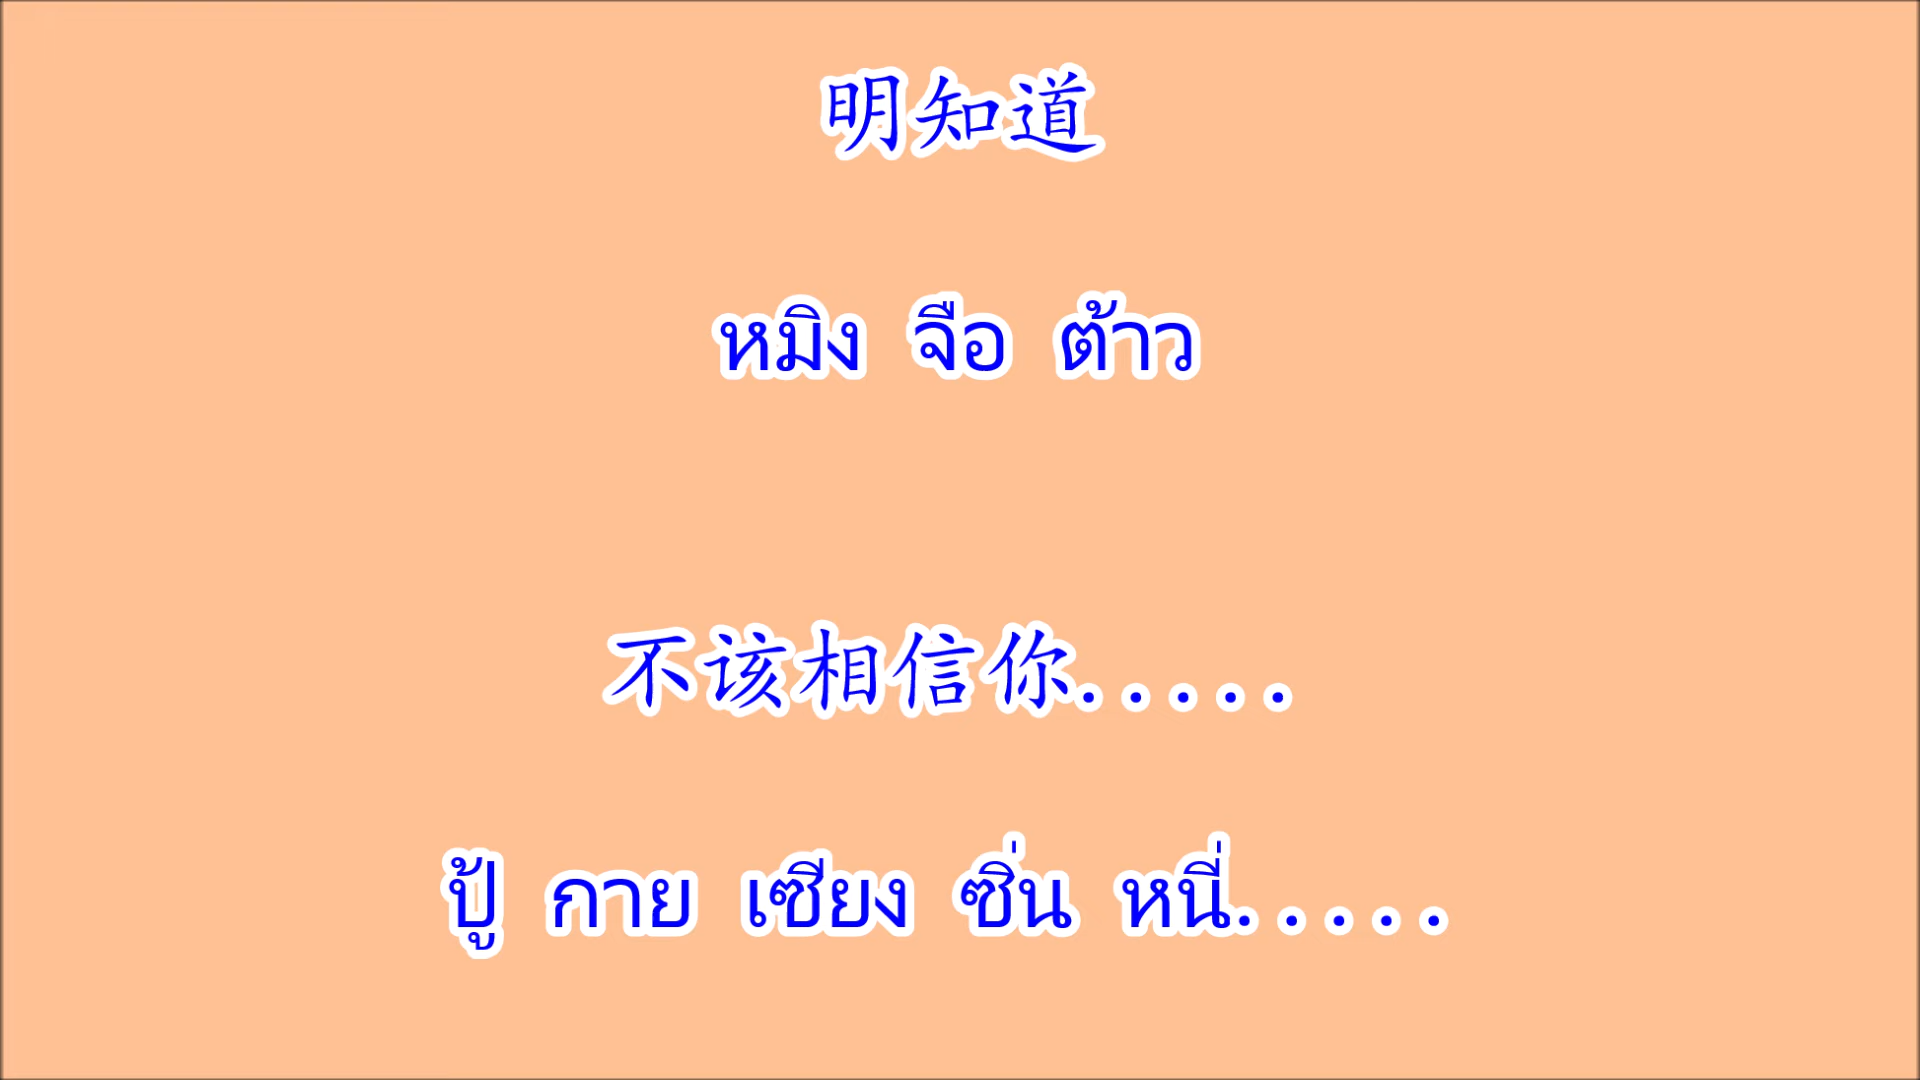 明知道
หมิง จือ ต้าว
不该相信你.....
ปู้ กาย เซียง ซิ่น หนี่.....